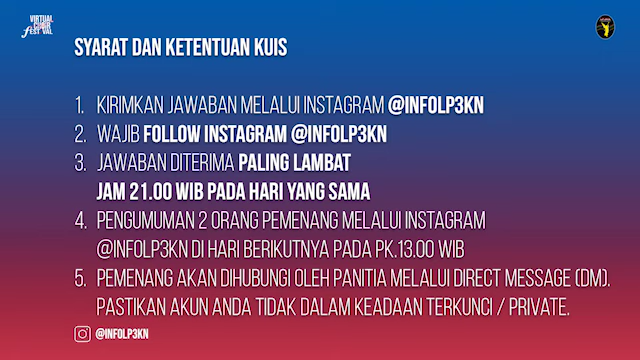 VIRTUAL
CHOIR
FESTIVAL
SYARAT DAN KETENTUAN KUIS
1. KIRIMKAN JAWABAN MELALUI INSTAGRAM @INFOLP3KN
2. WAJIB FOLLOW INSTAGRAM @INFOLP3KN
3. JAWABAN DITERIMA PALING LAMBAT
JAM 21.00 WIB PADA HARI YANG SAMA
4. PENGUMUMAN 2 ORANG PEMENANG MELALUI INSTAGRAM
@INFOLP3KN DI HARI BERIKUTNYA PADA PK.13.00 WIB
5. PEMENANG AKAN DIHUBUNGI OLEH PANITIA MELALUI DIRECT MESSAGE (DM).
PASTIKAN AKUN ANDA TIDAK DALAM KEADAAN TERKUNCI / PRIVATE.
@INFOLP3KN